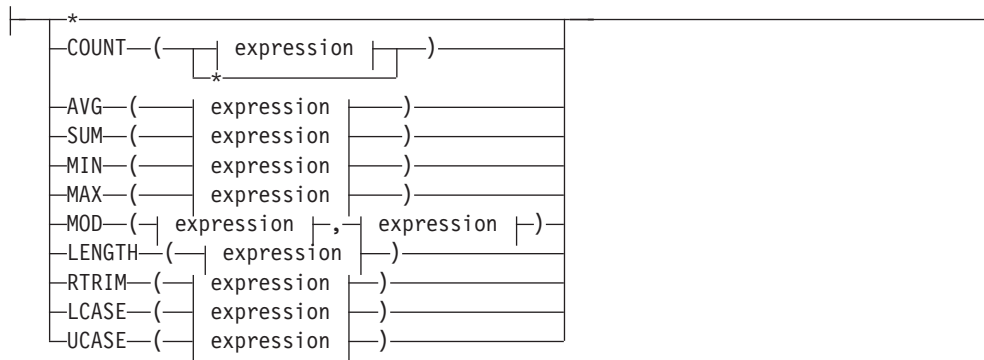 *
COUNT ( expression )
*
AVG ( expression )
SUM ( expression )
MIN ( expression )
MAX ( expression )
MOD ( expression , expression )
LENGTH ( expression )
RTRIM ( expression )
LCASE ( expression )
UCASE ( expression )